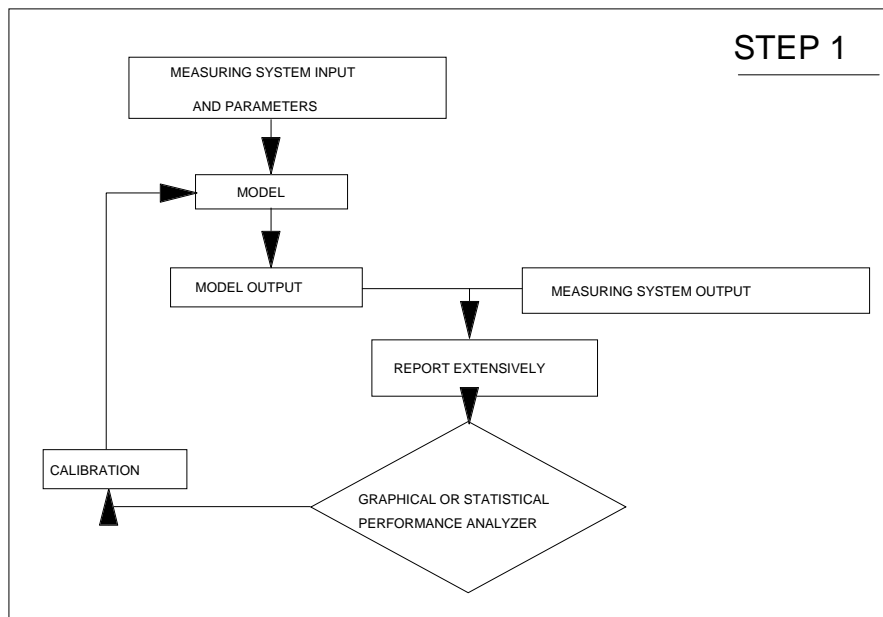 STEP 1
MEASURING SYSTEM INPUT
AND PARAMETERS
MODEL
MODEL OUTPUT
MEASURING SYSTEM OUTPUT
REPORT EXTENSIVELY
CALIBRATION
GRAPHICAL OR STATISTICAL
PERFORMANCE ANALYZER